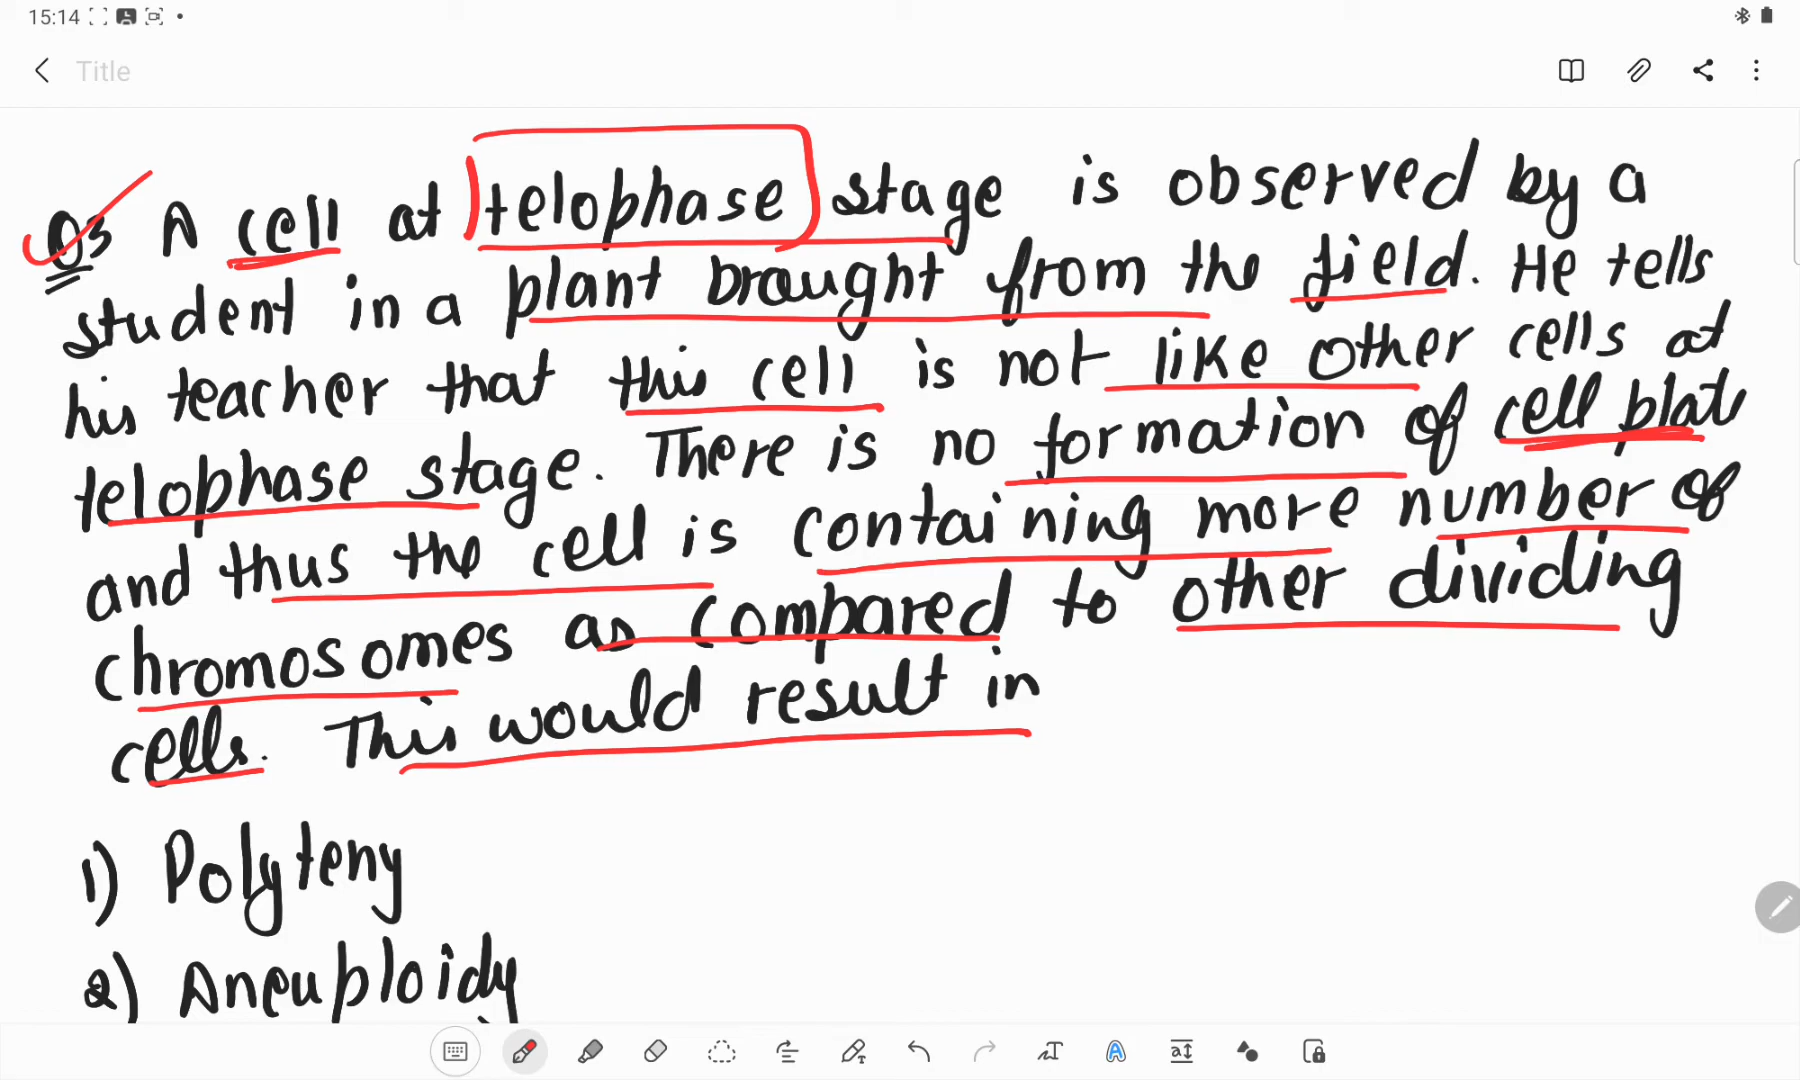 15:14
Title
Q3 A cell at telophase stage is observed by a
student in a plant brought from the field. He tells
his teacher that this cell is not like other cells at
telophase stage. There is no formation of cell plate
and thus the cell is containing more number of
chromosomes as compared to other dividing
cells. This would result in
1) Polyteny
2) Aneuploidy